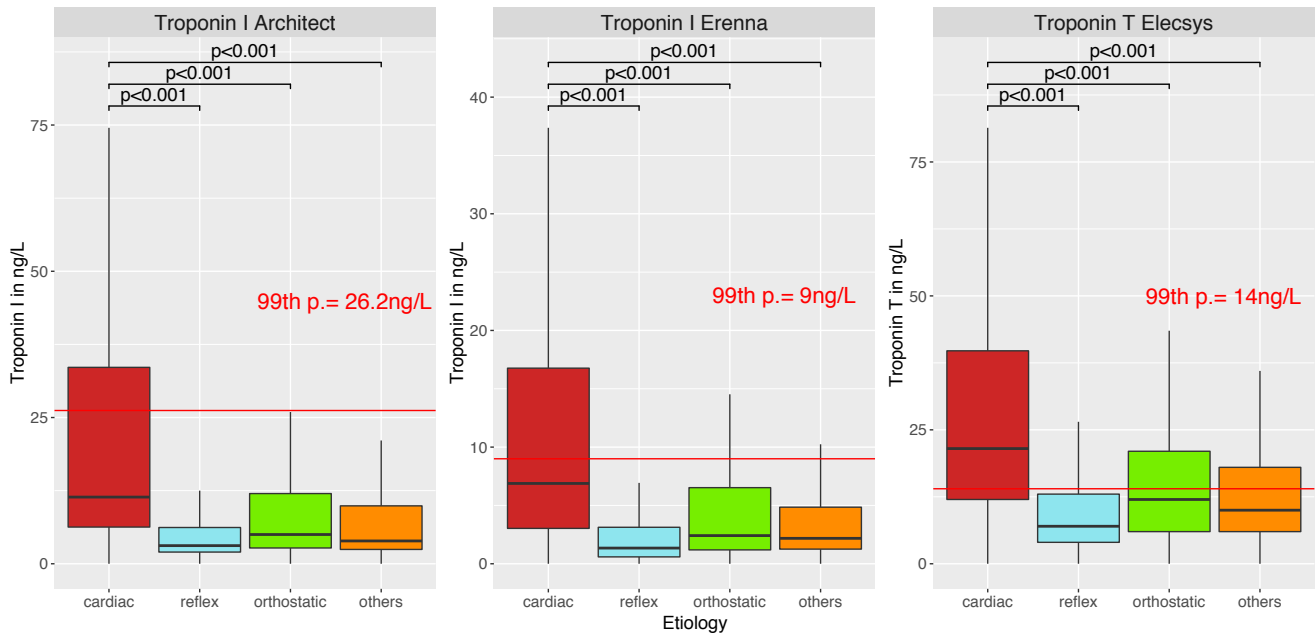 Troponin I Architect
p<0.001
p<0.001
p<0.001
75
50
25
0
Troponin I in ng/L
99th p.= 26.2ng/L
cardiac reflex orthostatic others
Troponin I Erenna
p<0.001
p<0.001
p<0.001
40
30
20
10
0
Troponin I in ng/L
99th p.= 9ng/L
cardiac reflex orthostatic others
Etiology
Troponin T Elecsys
p<0.001
p<0.001
p<0.001
75
50
25
0
Troponin T in ng/L
99th p.= 14ng/L
cardiac reflex orthostatic others